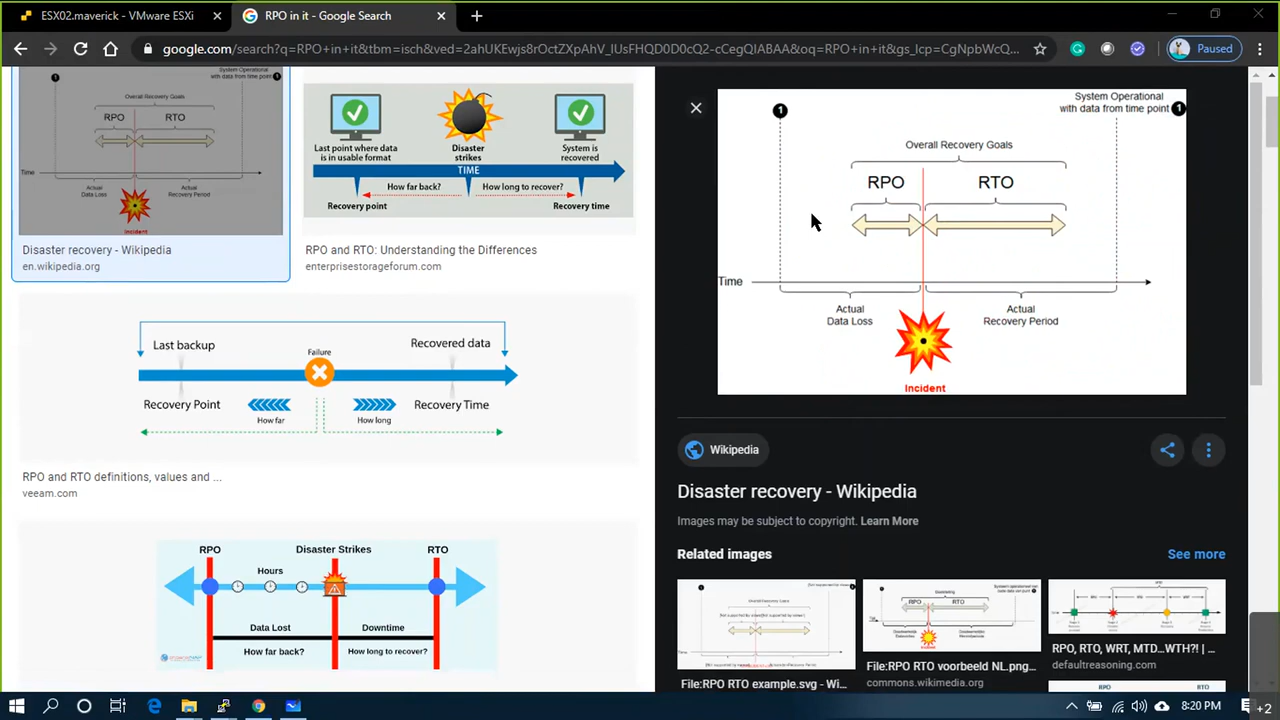 ESX02.maverick - VMware ESXi
RPO in it - Google Search
google.com/search?q=RPO+in+it&tbm=isch&ved=2ahUKEwjs8rOctZXpAhV_IUsFHQD0D0cQ2-cCegQIABAA&oq=RPO+in+it&gs_lcp=CgNpbWcQ...
Paused
System Operational
with data from time point 1
1
Overall Recovery Goals
RPO
RTO
Time
Actual
Data Loss
Actual
Recovery Period
Incident
Disaster recovery - Wikipedia
en.wikipedia.org
Last point where data
is in usable format
Disaster
strikes
System is
recovered
TIME
How far back?
How long to recover?
Recovery point
Recovery time
RPO and RTO: Understanding the Differences
enterprisestorageforum.com
Last backup
Failure
Recovered data
Recovery Point
How far
How long
Recovery Time
RPO and RTO definitions, values and ...
veeam.com
RPO
Disaster Strikes
RTO
Hours
Data Lost
Downtime
How far back?
How long to recover?
System Operational
with data from time point 1
1
Overall Recovery Goals
RPO
RTO
Time
Actual
Data Loss
Actual
Recovery Period
Incident
Wikipedia
Disaster recovery - Wikipedia
Images may be subject to copyright. Learn More
Related images
See more
File:RPO RTO example.svg - Wi...
RPO
RTO
File:RPO RTO voorbeeld NL.png...
commons.wikimedia.org
RPO, RTO, WRT, MTD...WTH?! | ...
defaultreasoning.com
RPO
RTO
8:20 PM
+2